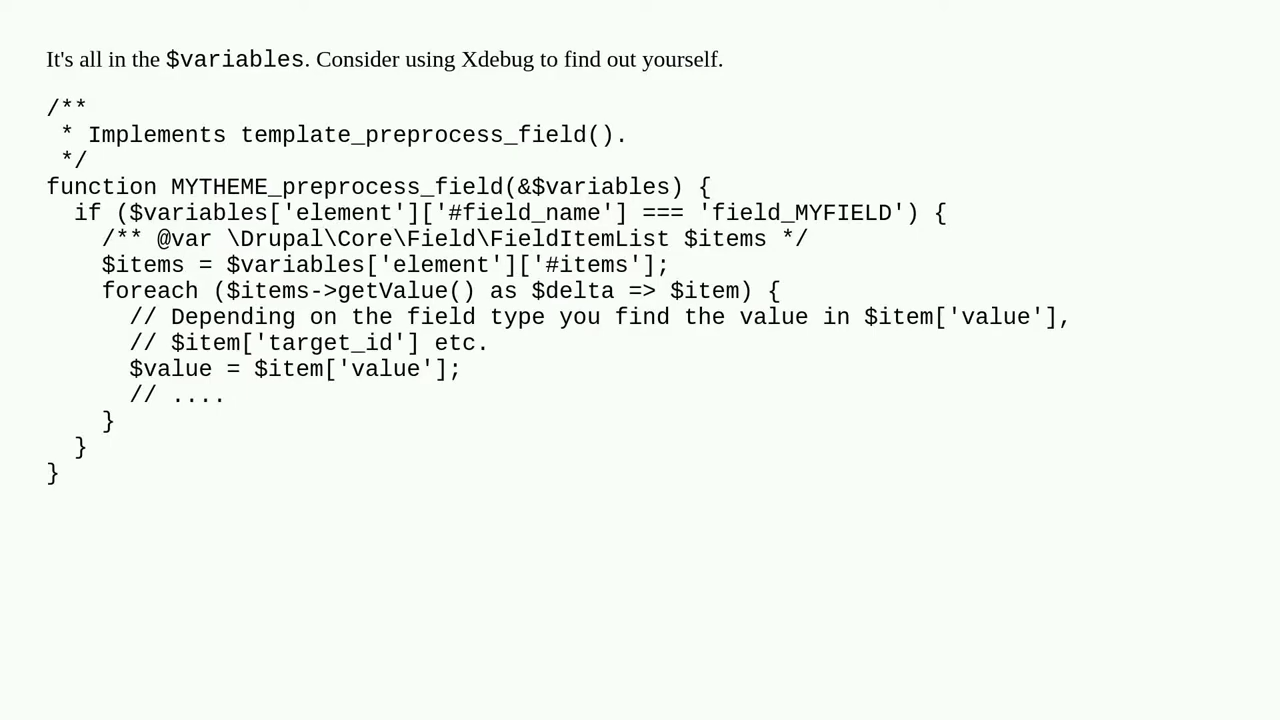 It's all in the $variables. Consider using Xdebug to find out yourself.
/**
 * Implements template_preprocess_field().
 */
function MYTHEME_preprocess_field(&$variables) {
  if ($variables['element']['#field_name'] === 'field_MYFIELD') {
    /** @var \Drupal\Core\Field\FieldItemList $items */
    $items = $variables['element']['#items'];
    foreach ($items->getValue() as $delta => $item) {
      // Depending on the field type you find the value in $item['value'],
      // $item['target_id'] etc.
      $value = $item['value'];
      // ....
    }
  }
}